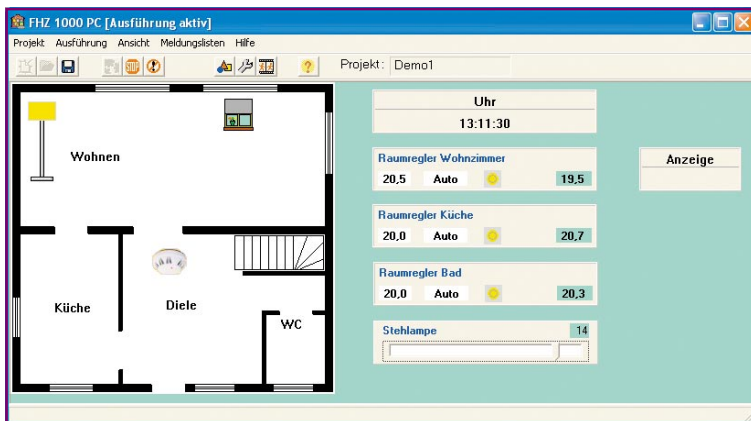 FHZ 1000 PC [Ausführung aktiv]
Projekt Ausführung Ansicht Meldungslisten Hilfe
Projekt: Demo1
Wohnen
Küche
Diele
WC
Uhr
13:11:30
Raumregler Wohnzimmer
20,5 Auto 19,5
Raumregler Küche
20,0 Auto 20,7
Raumregler Bad
20,0 Auto 20,3
Stehlampe 14
Anzeige